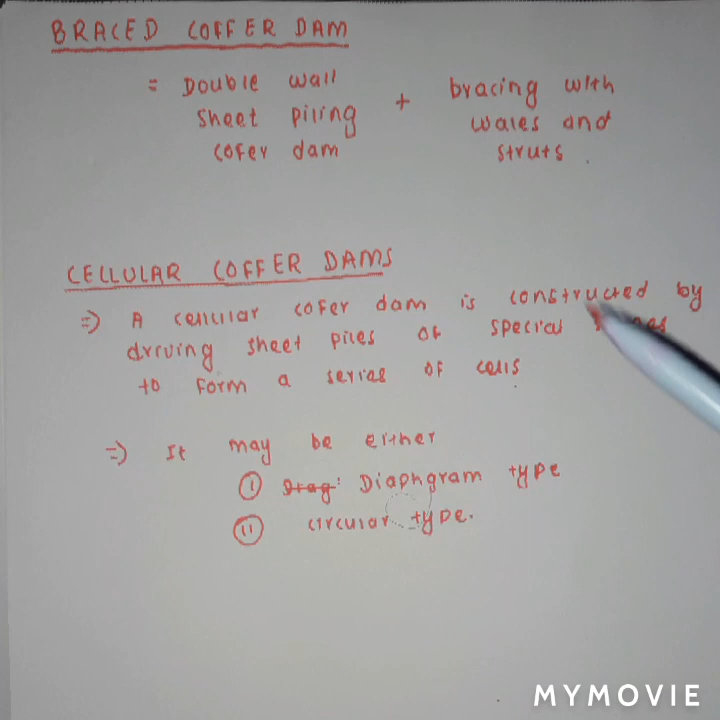 BRACED COFFER DAM
= Double wall sheet piling cofer dam + bracing with wales and struts
CELLULAR COFFER DAMS
=> A cellular cofer dam is constructed by
driving sheet piles of special
to form a series of cells
=> It may be either
(i) Diaphgram type
(ii) circular type.
MYMOVIE